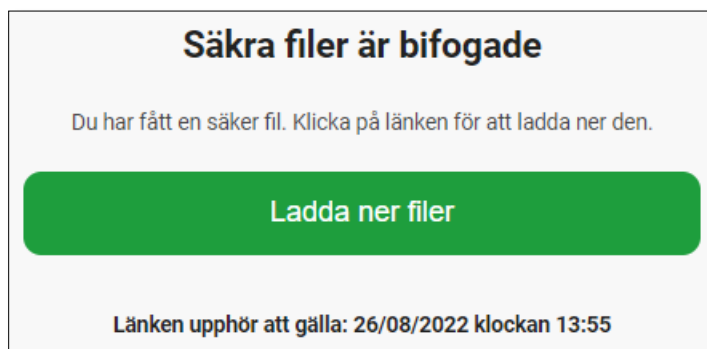 Säkra filer är bifogade
Du har fått en säker fil. Klicka på länken för att ladda ner den.
Ladda ner filer
Länken upphör att gälla: 26/08/2022 klockan 13:55